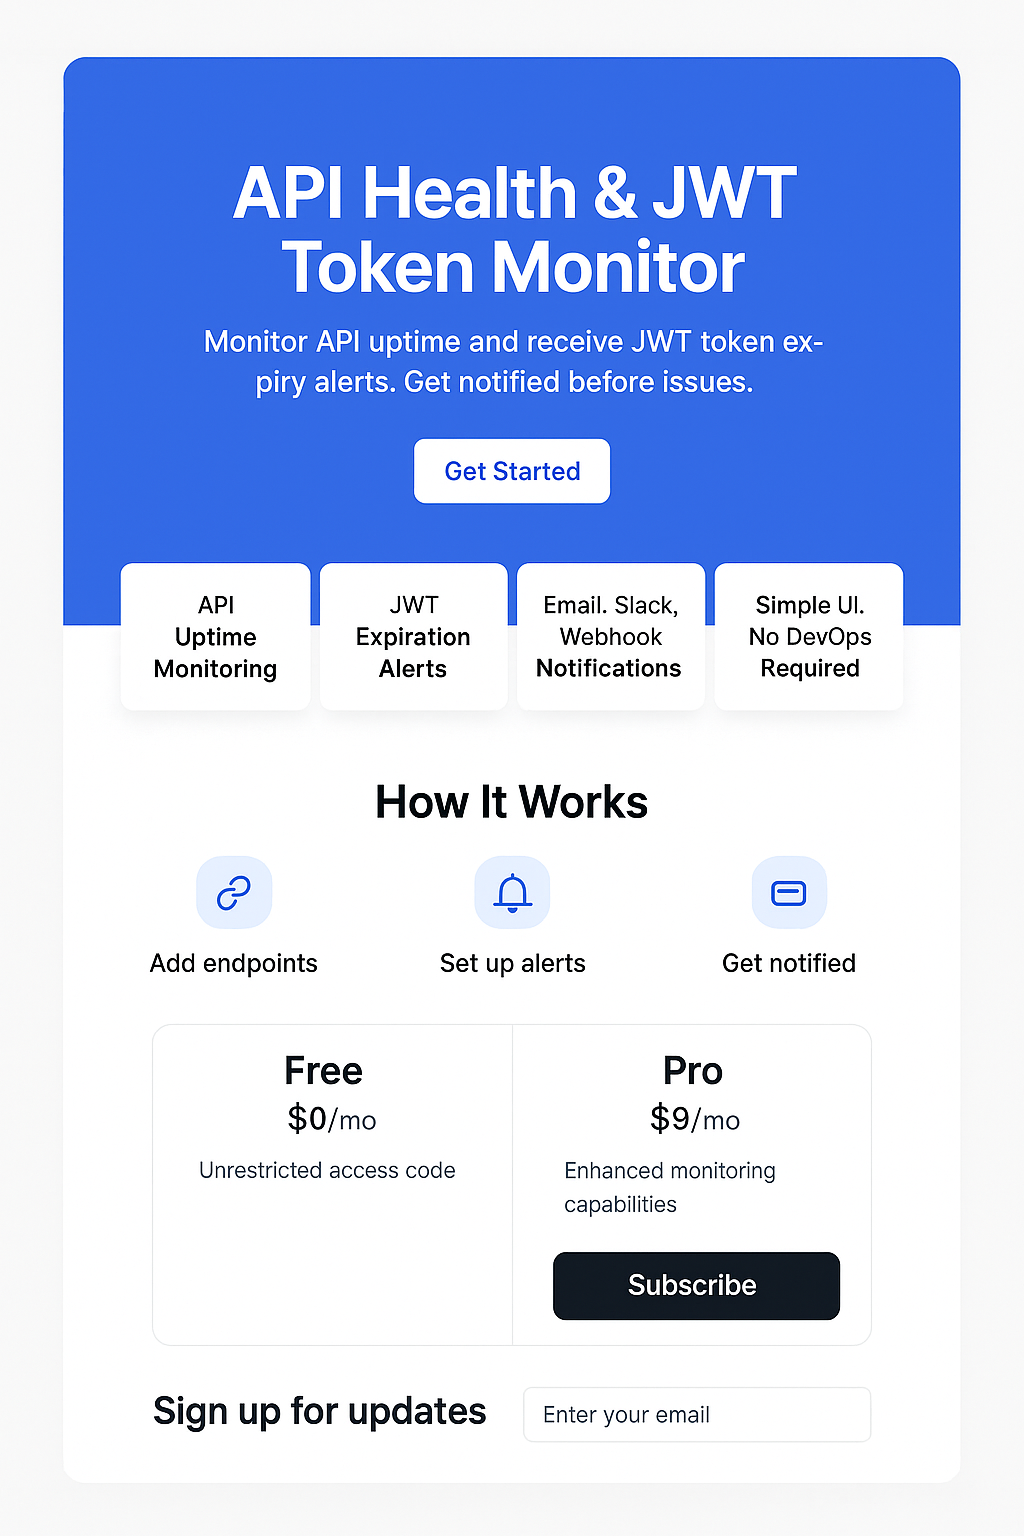 API Health & JWT
Token Monitor
Monitor API uptime and receive JWT token ex-
piry alerts. Get notified before issues.
Get Started
API
Uptime
Monitoring
JWT
Expiration
Alerts
Email. Slack,
Webhook
Notifications
Simple UI.
No DevOps
Required
How It Works
Add endpoints
Set up alerts
Get notified
Free
$0/mo
Unrestricted access code
Pro
$9/mo
Enhanced monitoring
capabilities
Subscribe
Sign up for updates
Enter your email